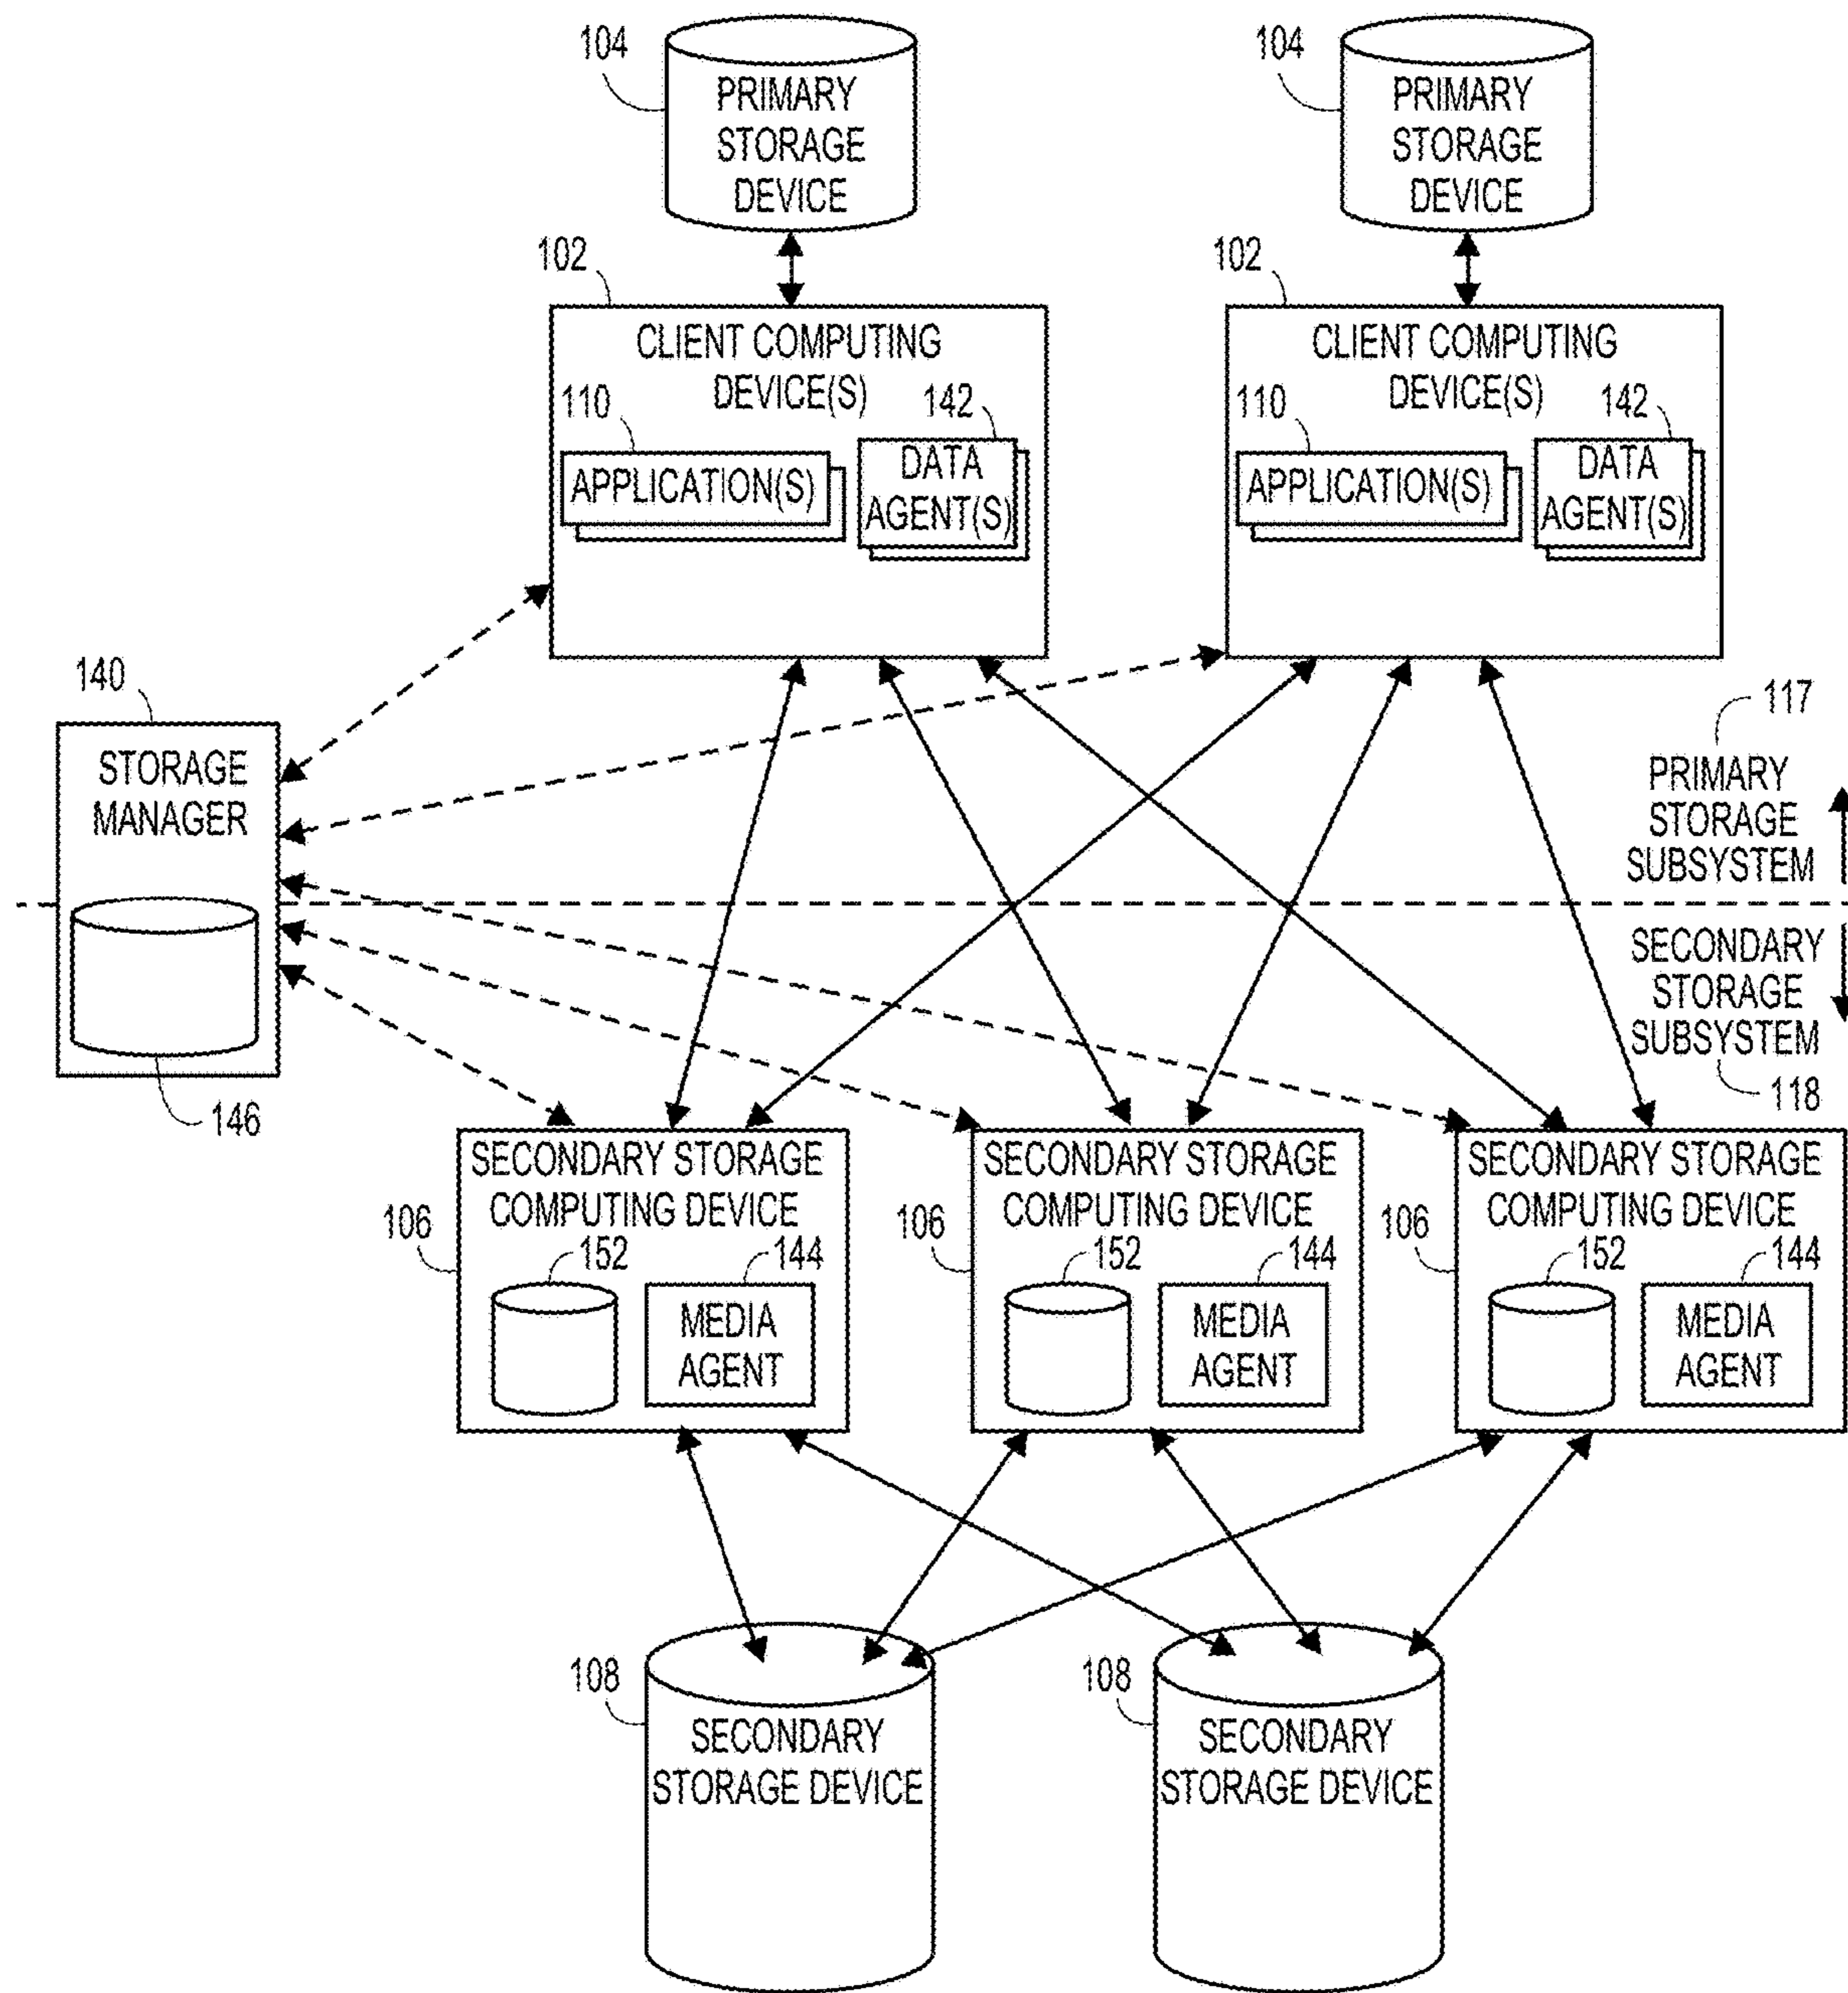 104
PRIMARY
STORAGE
DEVICE
104
PRIMARY
STORAGE
DEVICE
102
CLIENT COMPUTING
DEVICE(S)
110
142
APPLICATION(S)
DATA
AGENT(S)
102
CLIENT COMPUTING
DEVICE(S)
110
142
APPLICATION(S)
DATA
AGENT(S)
140
STORAGE
MANAGER
146
117
PRIMARY
STORAGE
SUBSYSTEM
SECONDARY
STORAGE
SUBSYSTEM
118
SECONDARY STORAGE
COMPUTING DEVICE
106
152
144
MEDIA
AGENT
SECONDARY STORAGE
COMPUTING DEVICE
106
152
144
MEDIA
AGENT
SECONDARY STORAGE
COMPUTING DEVICE
106
152
144
MEDIA
AGENT
108
SECONDARY
STORAGE DEVICE
108
SECONDARY
STORAGE DEVICE